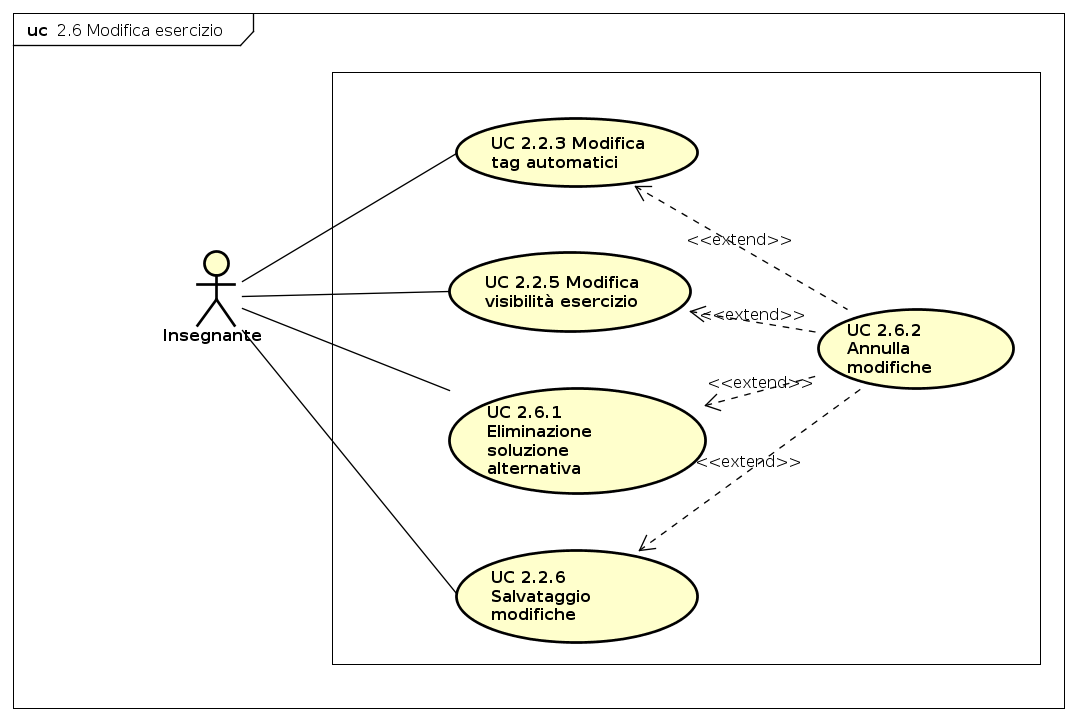 uc 2.6 Modifica esercizio
UC 2.2.3 Modifica
tag automatici
<<extend>>
UC 2.2.5 Modifica
visibilità esercizio
<<extend>>
Insegnante
UC 2.6.2
Annulla
modifiche
<<extend>>
UC 2.6.1
Eliminazione
soluzione
alternativa
<<extend>>
UC 2.2.6
Salvataggio
modifiche